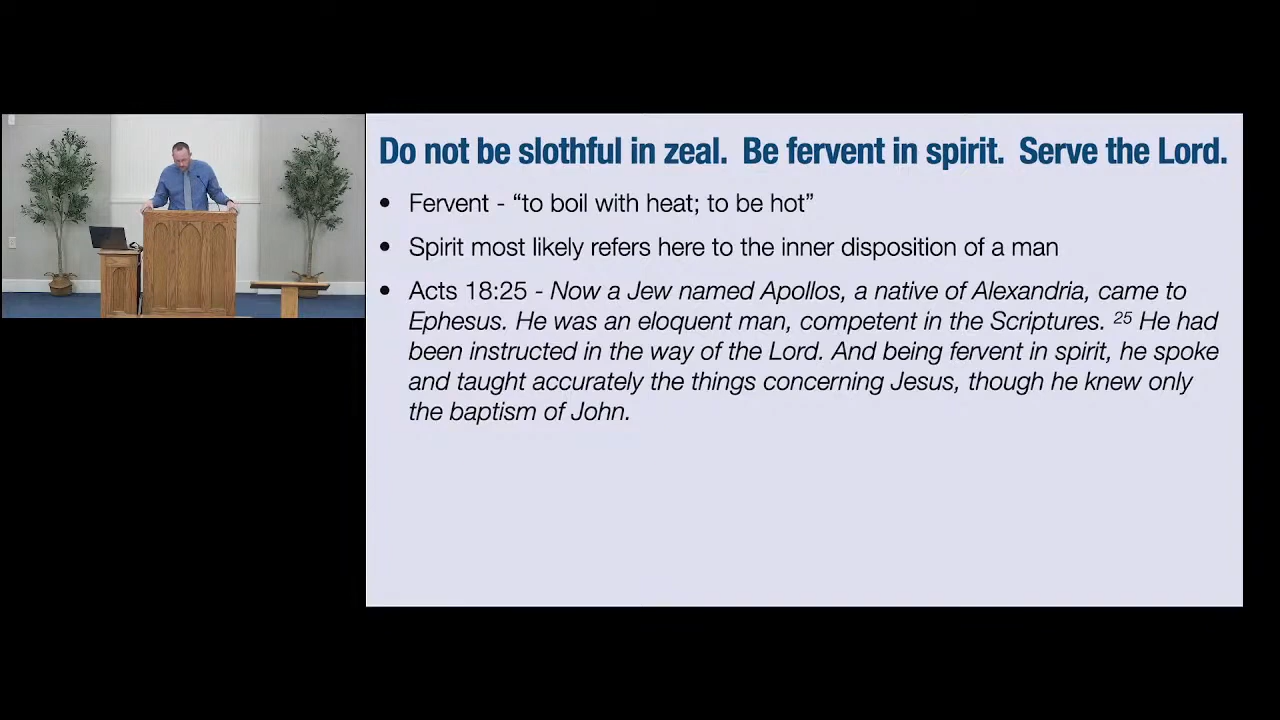 Do not be slothful in zeal. Be fervent in spirit. Serve the Lord.
• Fervent - “to boil with heat; to be hot”
• Spirit most likely refers here to the inner disposition of a man
• Acts 18:25 - Now a Jew named Apollos, a native of Alexandria, came to
Ephesus. He was an eloquent man, competent in the Scriptures. 25 He had
been instructed in the way of the Lord. And being fervent in spirit, he spoke
and taught accurately the things concerning Jesus, though he knew only
the baptism of John.